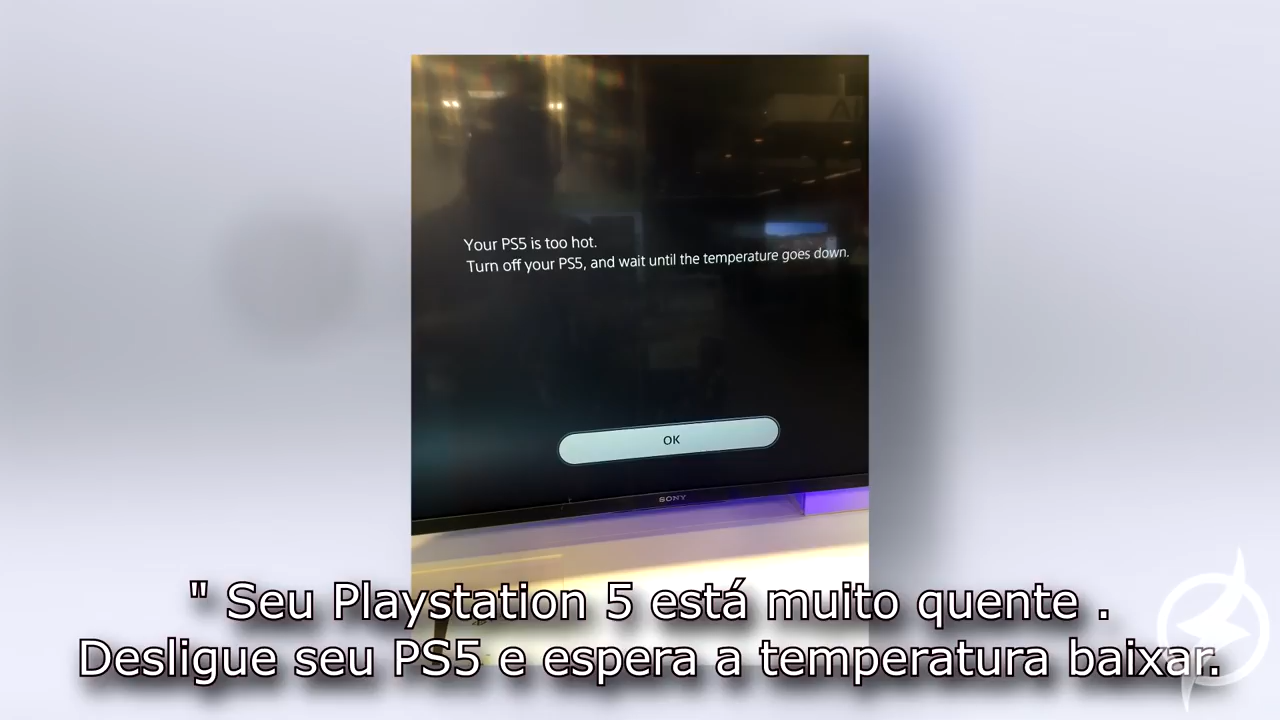 Your PS5 is too hot.
Turn off your PS5, and wait until the temperature goes down.
OK
SONY
" Seu Playstation 5 está muito quente .
Desligue seu PS5 e espera a temperatura baixar.